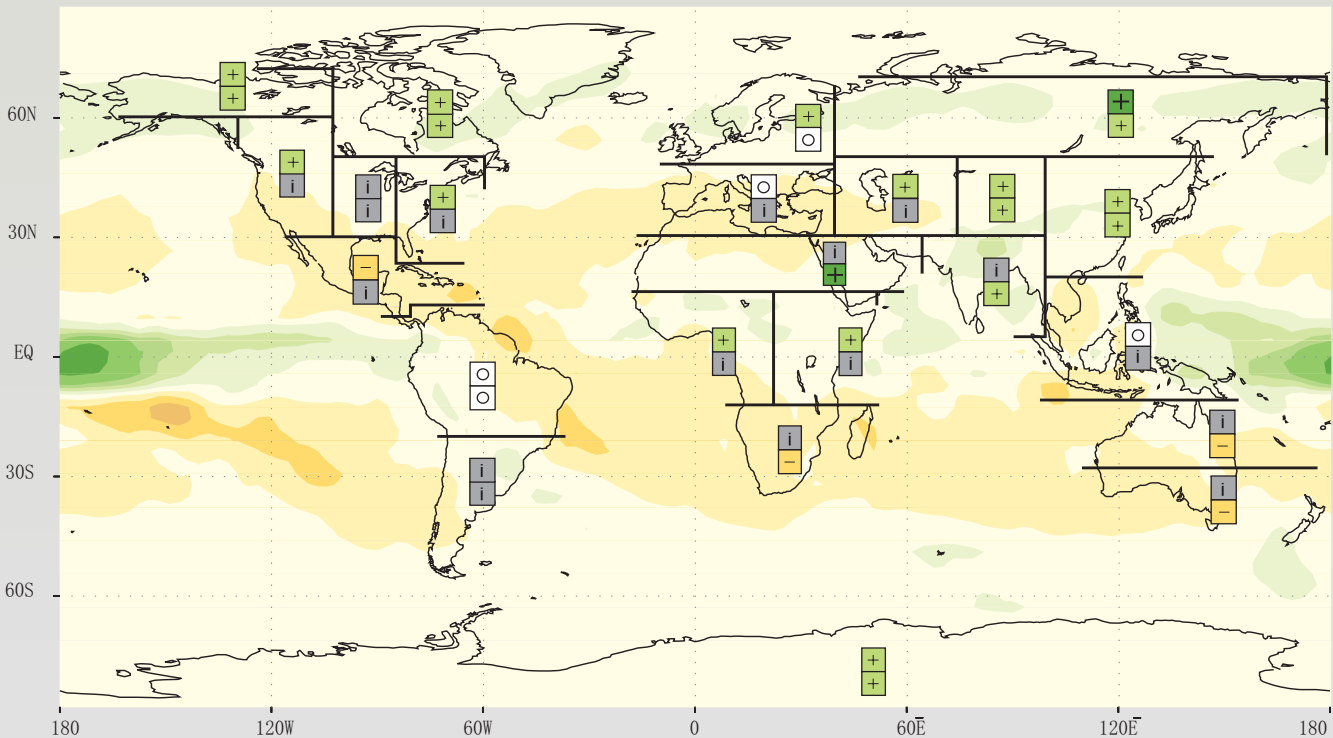 +
+
+
+
+
+
60N
+
+
○
+
i
i
i
+
i
○
i
+
i
+
+
+
+
30N
−
i
i
+
i
+
+
i
+
i
○
i
EQ
○
○
i
−
i
−
i
i
30S
i
−
60S
+
+
180
120W
60W
0
60E
120E
180